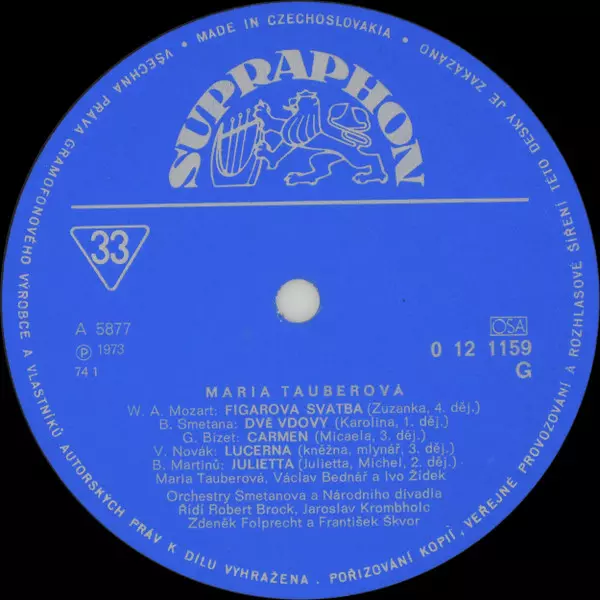 VŠECHNA PRÁVA GRAMOFONOVÉHO VÝROBCE A VLASTNÍKŮ AUTORSKÝCH PRÁV K DÍLU VYHRAŽENA . POŘIZOVÁNÍ KOPIÍ, VEŘEJNÉ PROVOZOVÁNÍ A ROZHLASOVÉ ŠÍŘENÍ TÉTO DESKY JE ZAKÁZÁNO • MADE IN CZECHOSLOVAKIA •
SUPRAPHON
33
A 5877
Ⓟ 1973
74 1
OSA
0 12 1159
G
MARIA TAUBEROVÁ
W. A. Mozart: FIGAROVA SVATBA (Zuzanka, 4. děj.)
B. Smetana: DVĚ VDOVY (Karolina, 1. děj.)
G. Bizet: CARMEN (Micaela, 3. děj.)
V. Novák: LUCERNA (kněžna, mlynář, 3. děj.)
B. Martinů: JULIETTA (Julietta, Michel, 2. děj.)
Maria Tauberová, Václav Bednář a Ivo Žídek
Orchestry Smetanova a Národního divadla
Řídí Robert Brock, Jaroslav Krombholc
Zdeněk Folprecht a František Škvor